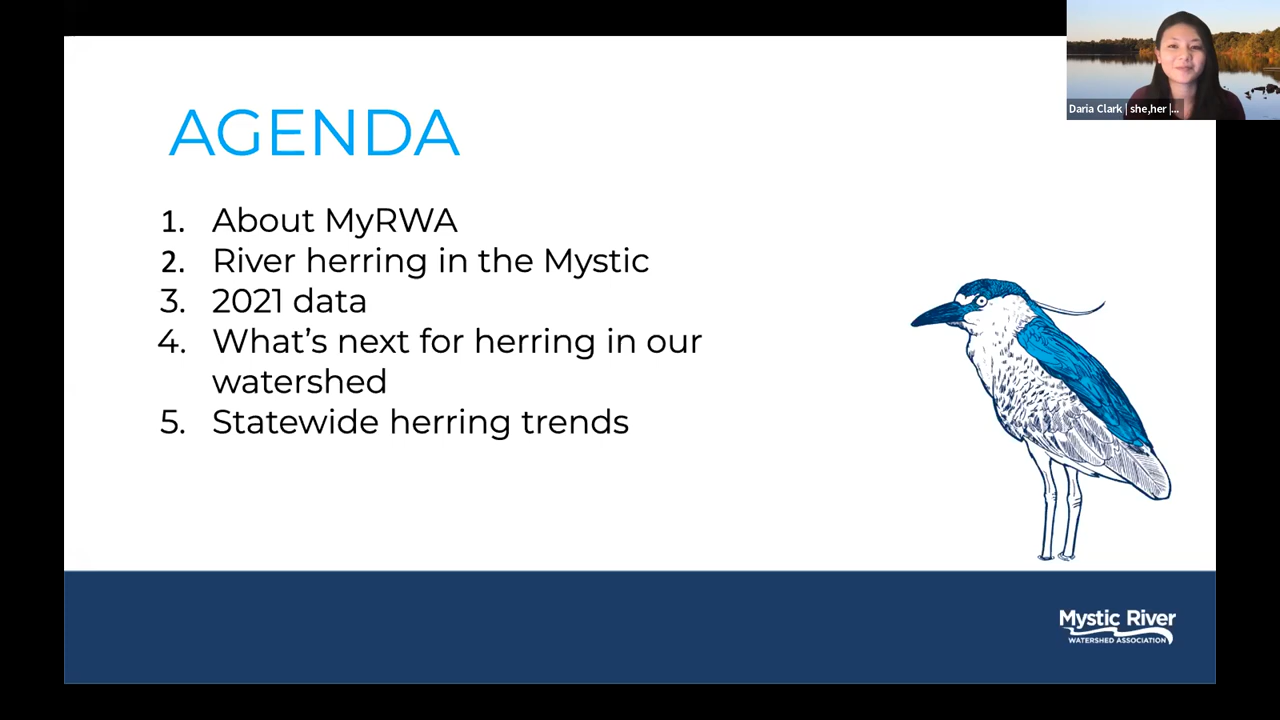 Daria Clark | she,her |...
AGENDA
1. About MyRWA
2. River herring in the Mystic
3. 2021 data
4. What's next for herring in our
watershed
5. Statewide herring trends
Mystic River
WATERSHED ASSOCIATION